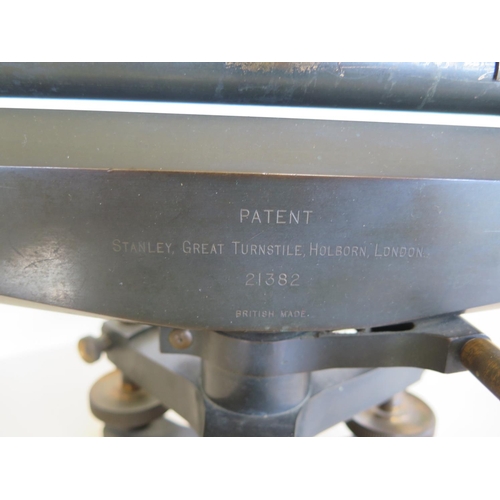 PATENT
STANLEY, GREAT TURNSTILE, HOLBORN, LONDON.
21382
BRITISH MADE.